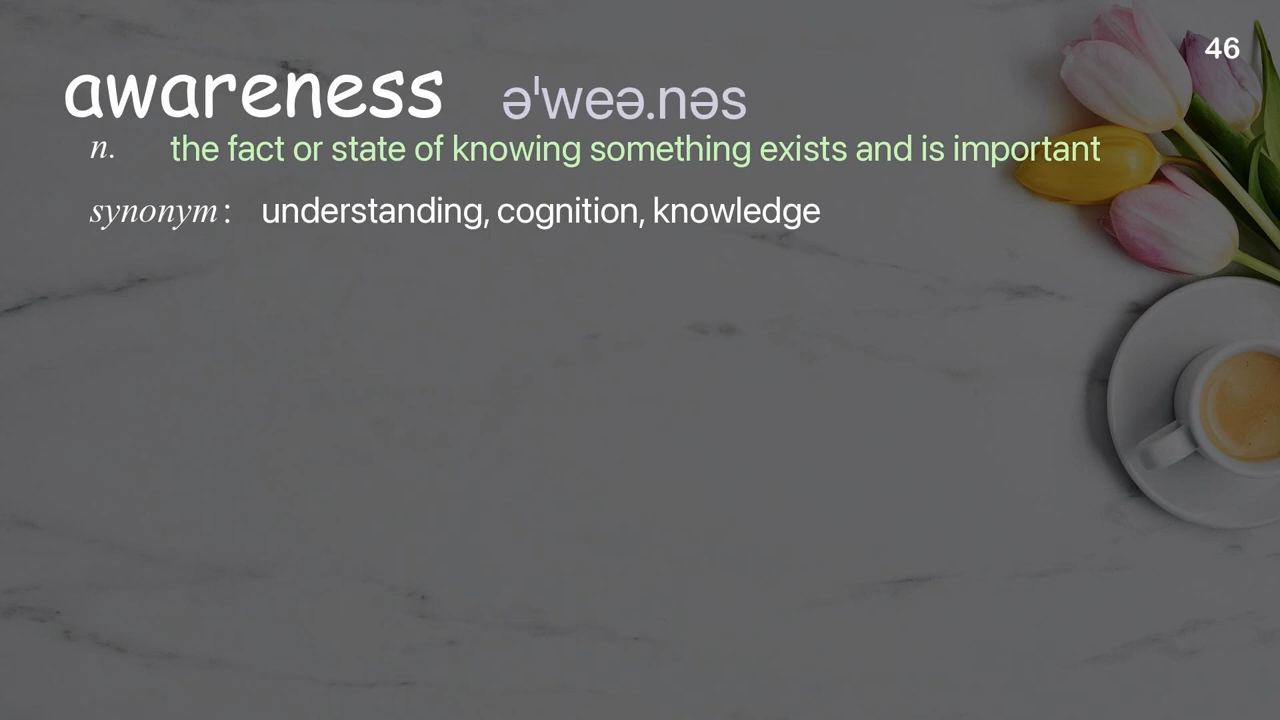 46
awareness əˈweə.nəs
n. the fact or state of knowing something exists and is important
synonym : understanding, cognition, knowledge